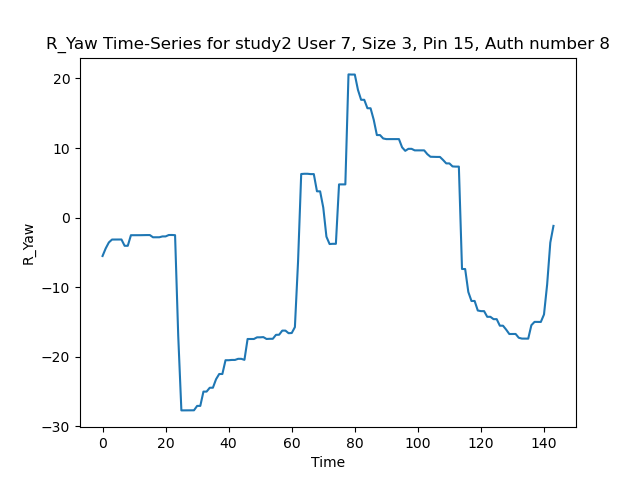 R_Yaw Time-Series for study2 User 7, Size 3, Pin 15, Auth number 8
20
10
0
−10
−20
−30
R_Yaw
0 20 40 60 80 100 120 140
Time